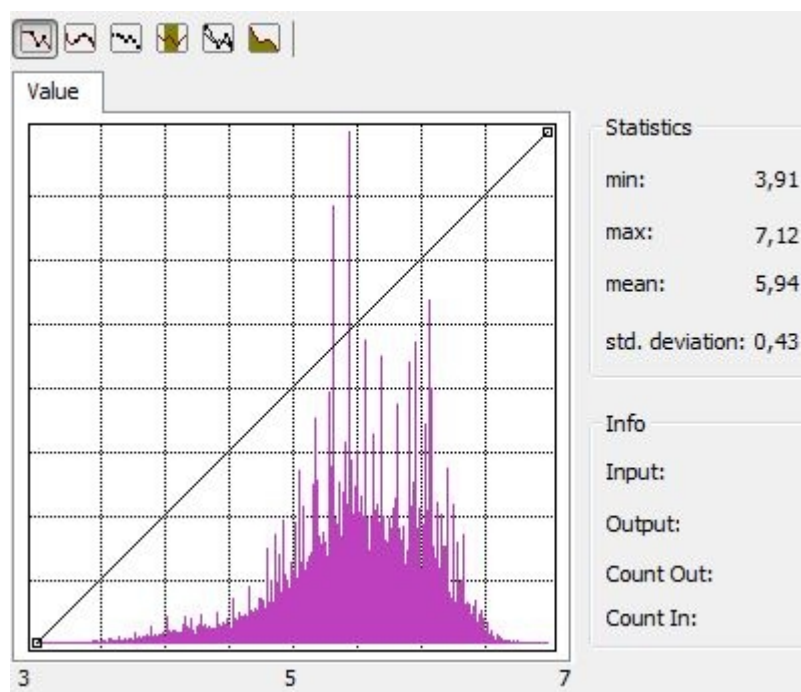 Value
Statistics
min: 3,91
max: 7,12
mean: 5,94
std. deviation: 0,43
Info
Input:
Output:
Count Out:
Count In:
3 5 7